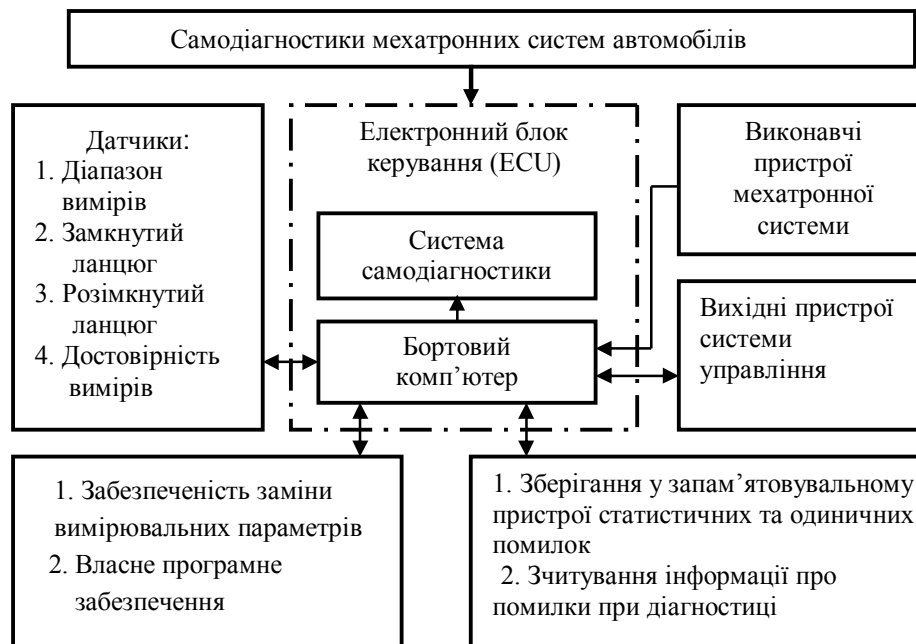 Самодіагностики мехатронних систем автомобілів
Датчики:
1. Діапазон
вимірів
2. Замкнутий
ланцюг
3. Розімкнутий
ланцюг
4. Достовірність
вимірів
Електронний блок
керування (ECU)
Система
самодіагностики
Бортовий
комп’ютер
Виконавчі
пристрої
мехатронної
системи
Вихідні пристрої
системи
управління
1. Забезпеченість заміни
вимірювальних параметрів
2. Власне програмне
забезпечення
1. Зберігання у запам’ятовувальному
пристрої статистичних та одиничних
помилок
2. Зчитування інформації про
помилки при діагностиці